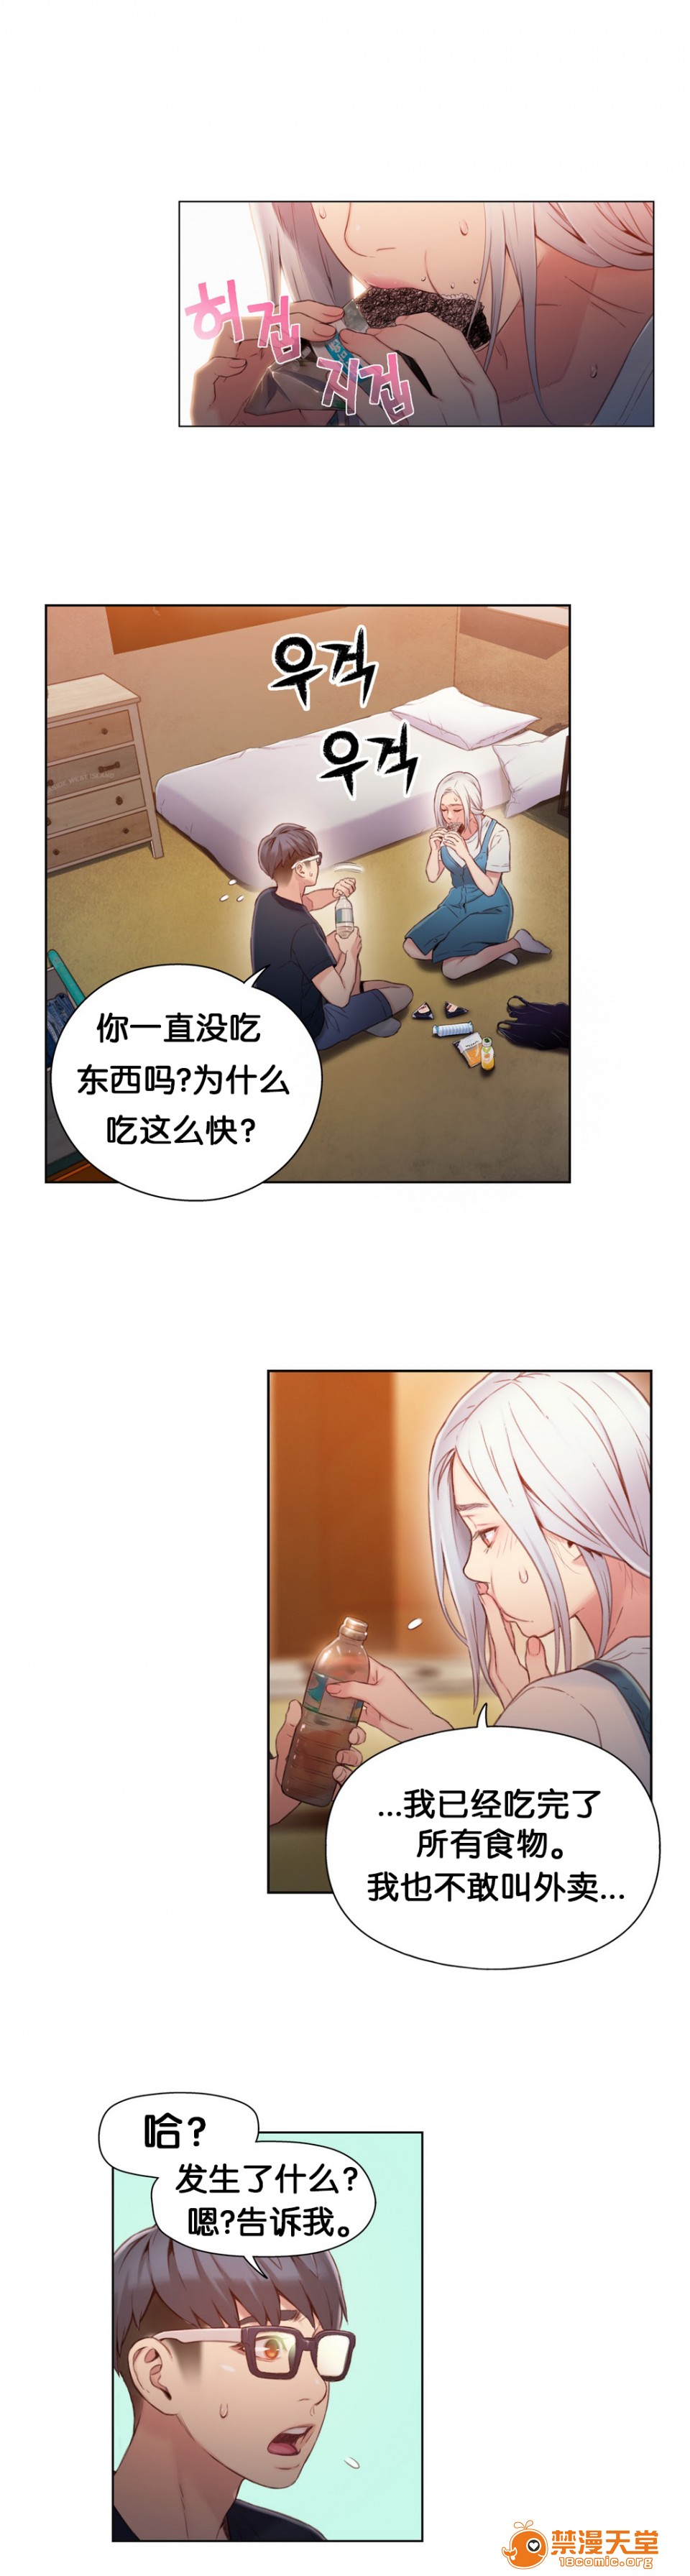 허겁
지겁
우걱
우걱
你一直没吃
东西吗?为什么
吃这么快?
...我已经吃完了
所有食物。
我也不敢叫外卖...
哈?
发生了什么?
嗯?告诉我。
禁漫天堂
18comic.org